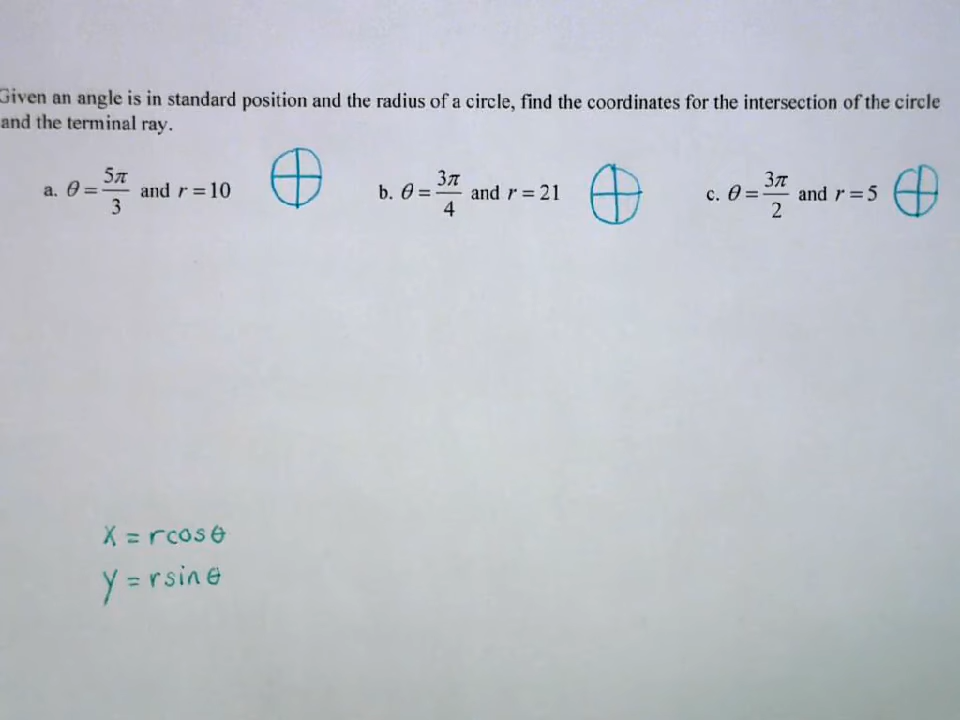 Given an angle is in standard position and the radius of a circle, find the coordinates for the intersection of the circle
and the terminal ray.
a. θ = 5π/3 and r = 10
b. θ = 3π/4 and r = 21
c. θ = 3π/2 and r = 5
X = rcosθ
y = rsinθ